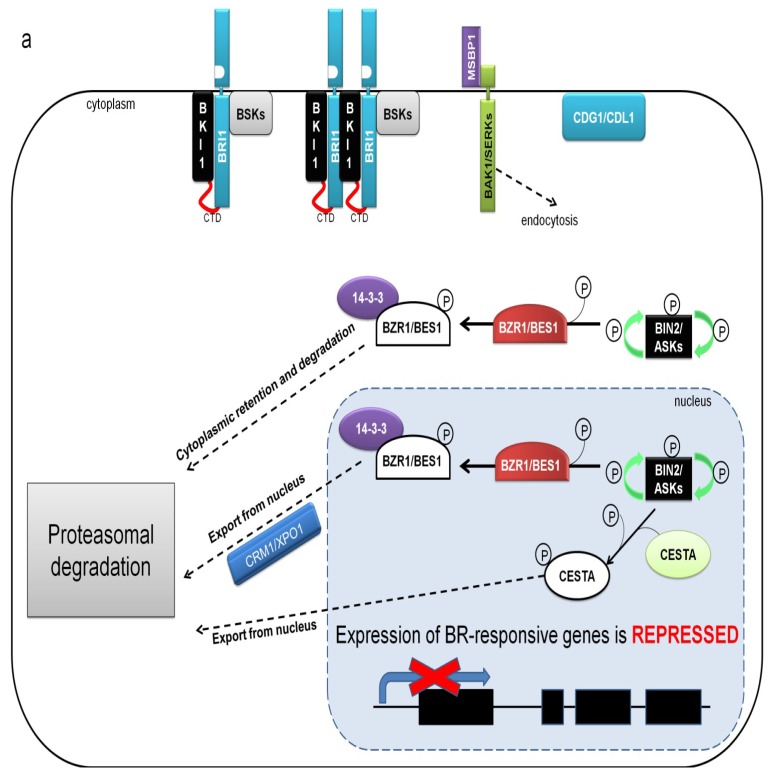 a
cytoplasm
BKI1
BRI1
BSKs
CTD
BKI1
BRI1
BKI1
BRI1
BSKs
CTD
CTD
MSBP1
BAK1/SERKs
CDG1/CDL1
endocytosis
14-3-3
P
BZR1/BES1
P
BZR1/BES1
P
P
BIN2/
ASKs
P
Cytoplasmic retention and degradation
nucleus
14-3-3
P
BZR1/BES1
P
BZR1/BES1
P
P
BIN2/
ASKs
P
Export from nucleus
CRM1/XPO1
Proteasomal
degradation
P
CESTA
P
CESTA
Export from nucleus
Expression of BR-responsive genes is REPRESSED